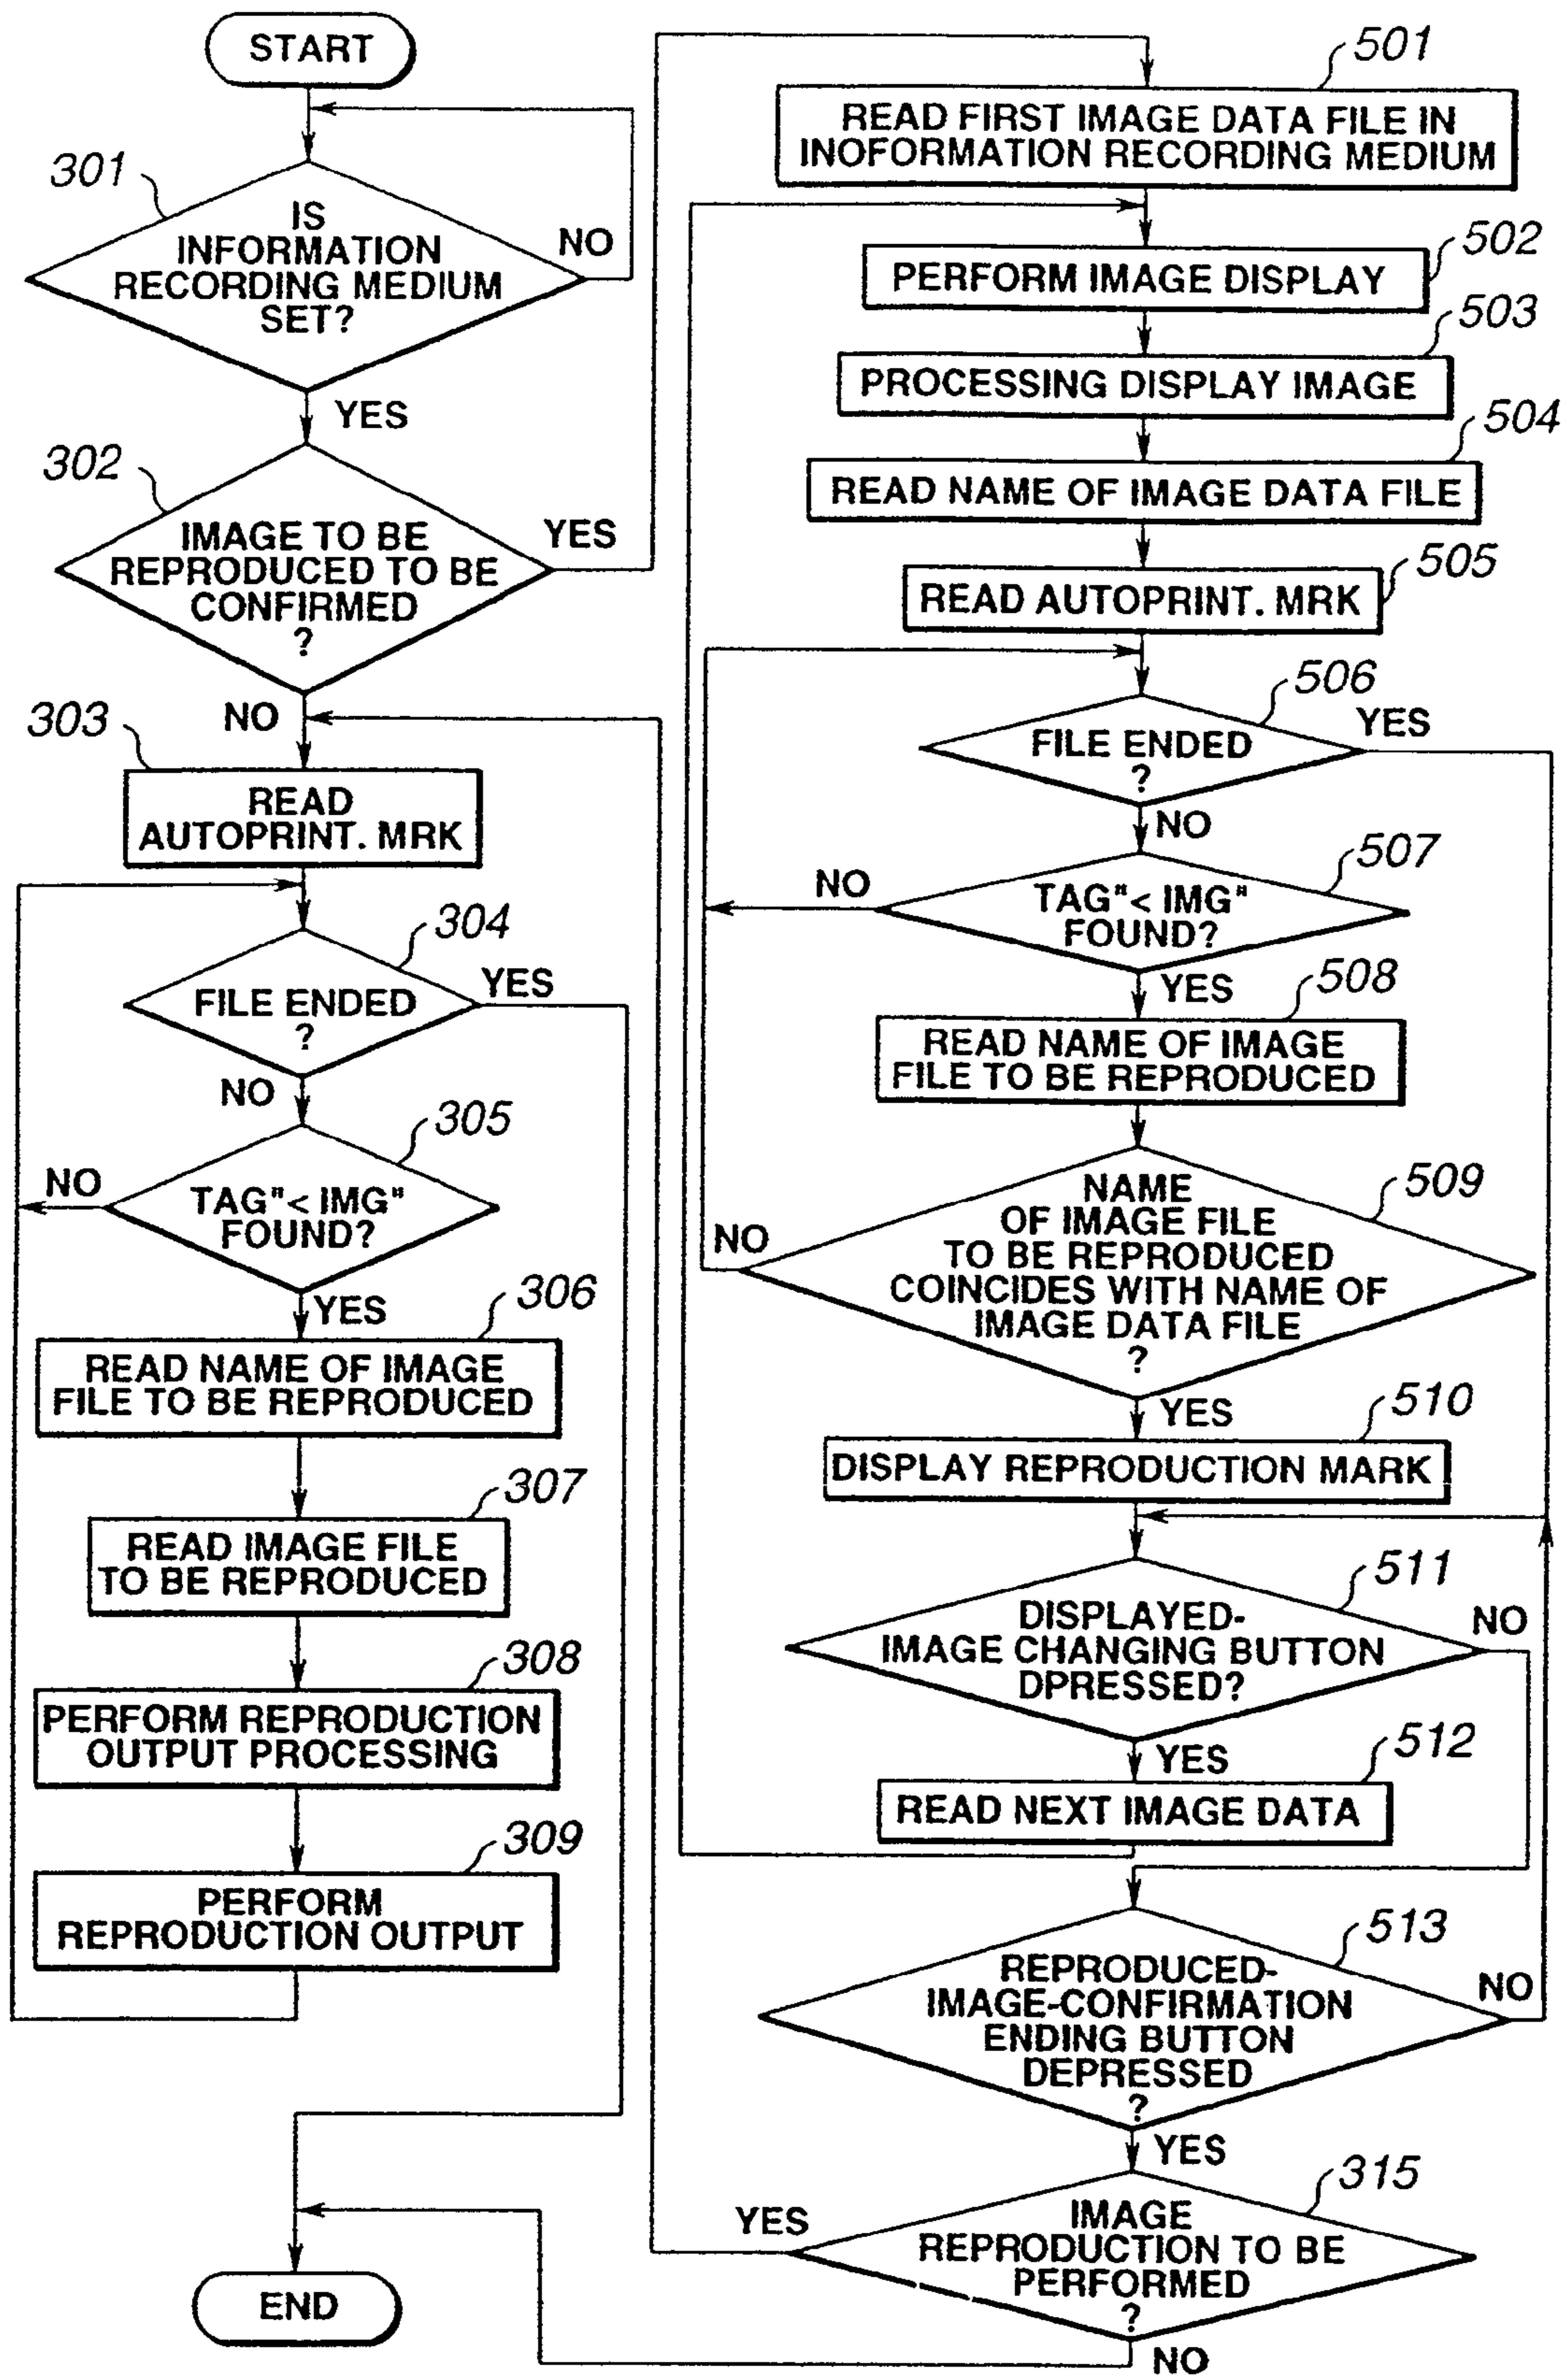 START
301
IS
INFORMATION
RECORDING MEDIUM
SET?
NO
YES
302
IMAGE TO BE
REPRODUCED TO BE
CONFIRMED
?
YES
NO
303
READ
AUTOPRINT. MRK
304
FILE ENDED
?
YES
NO
305
TAG"< IMG"
FOUND?
NO
YES
306
READ NAME OF IMAGE
FILE TO BE REPRODUCED
307
READ IMAGE FILE
TO BE REPRODUCED
308
PERFORM REPRODUCTION
OUTPUT PROCESSING
309
PERFORM
REPRODUCTION OUTPUT
END
501
READ FIRST IMAGE DATA FILE IN
INOFORMATION RECORDING MEDIUM
502
PERFORM IMAGE DISPLAY
503
PROCESSING DISPLAY IMAGE
504
READ NAME OF IMAGE DATA FILE
505
READ AUTOPRINT. MRK
506
FILE ENDED
?
YES
NO
507
TAG"< IMG"
FOUND?
NO
YES
508
READ NAME OF IMAGE
FILE TO BE REPRODUCED
509
NAME
OF IMAGE FILE
TO BE REPRODUCED
COINCIDES WITH NAME OF
IMAGE DATA FILE
?
NO
YES
510
DISPLAY REPRODUCTION MARK
511
DISPLAYED-
IMAGE CHANGING BUTTON
DPRESSED?
NO
YES
512
READ NEXT IMAGE DATA
513
REPRODUCED-
IMAGE-CONFIRMATION
ENDING BUTTON
DEPRESSED
?
NO
YES
315
IMAGE
REPRODUCTION TO BE
PERFORMED
?
YES
NO